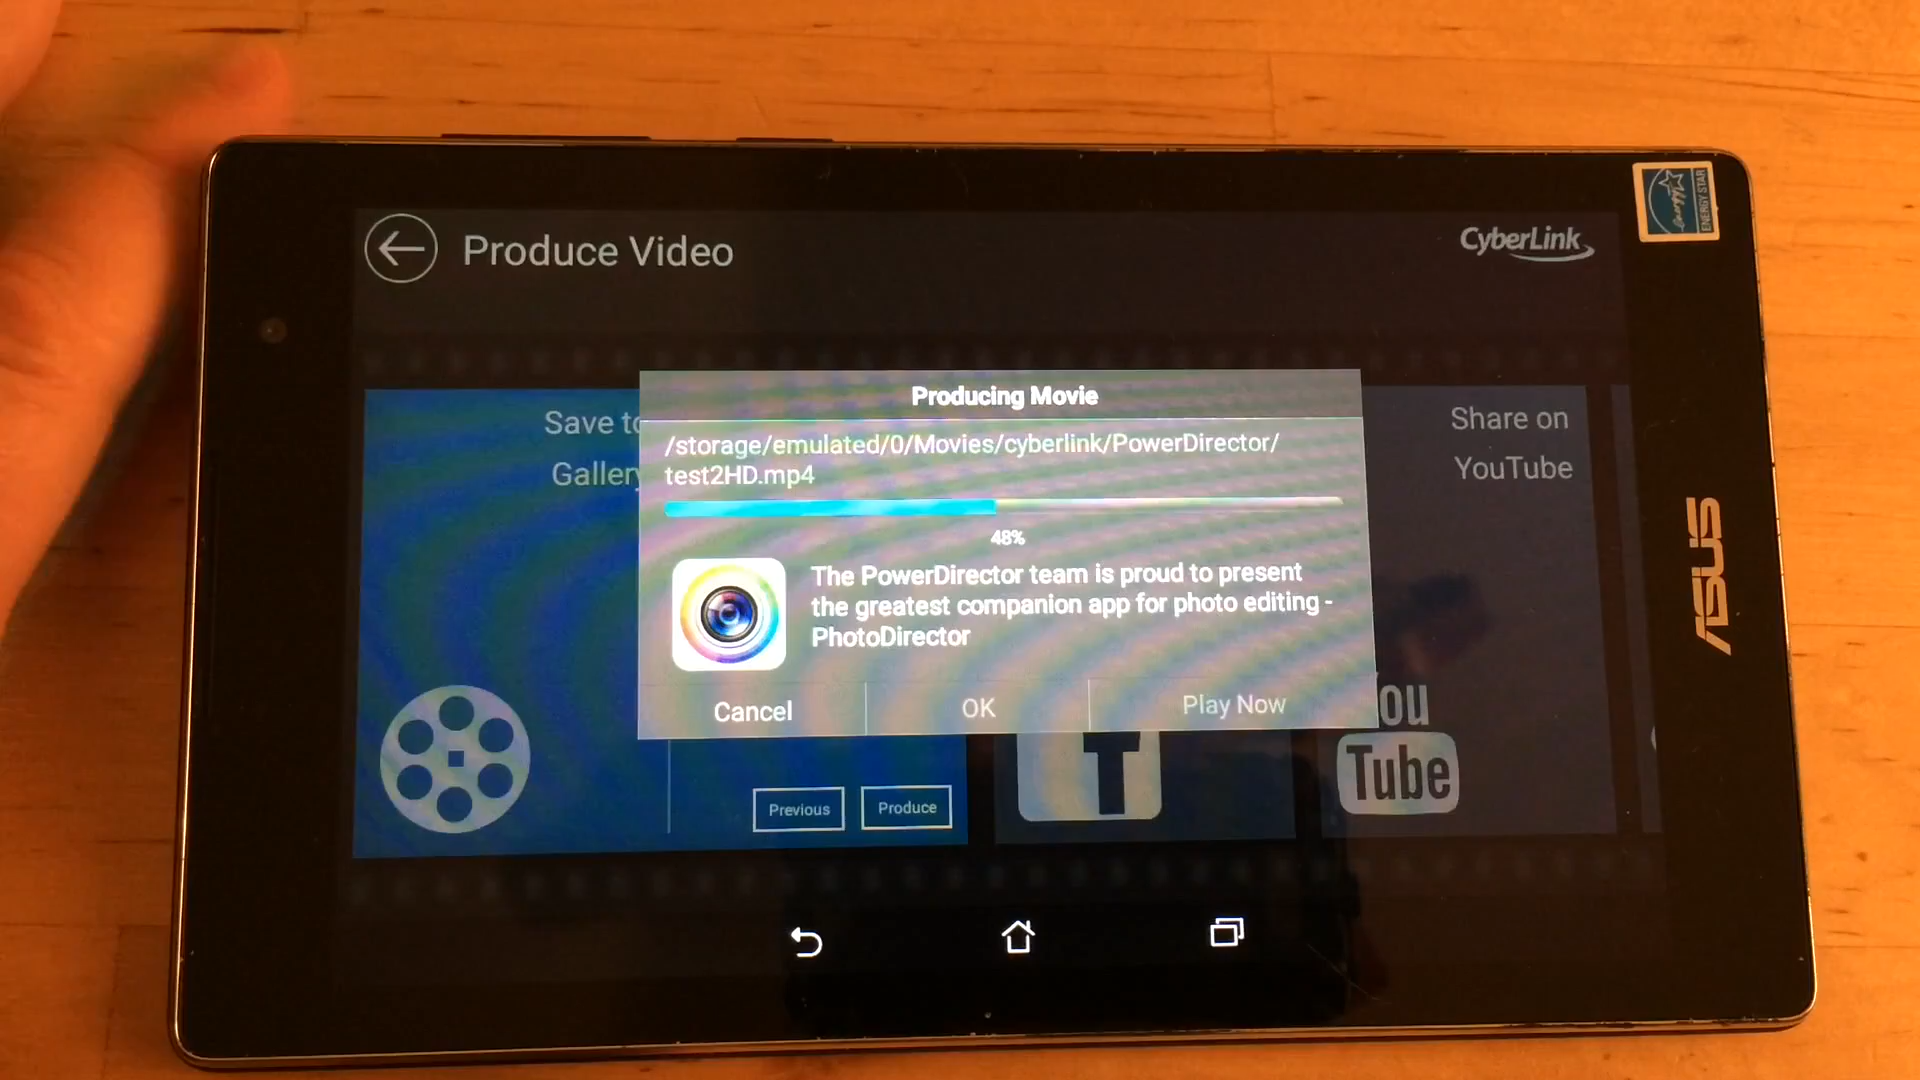 Produce Video
CyberLink
ENERGY STAR
Save to
Gallery
Share on
YouTube
Producing Movie
/storage/emulated/0/Movies/cyberlink/PowerDirector/
test2HD.mp4
48%
The PowerDirector team is proud to present
the greatest companion app for photo editing -
PhotoDirector
Cancel
OK
Play Now
You
Tube
Previous
Produce
ASUS